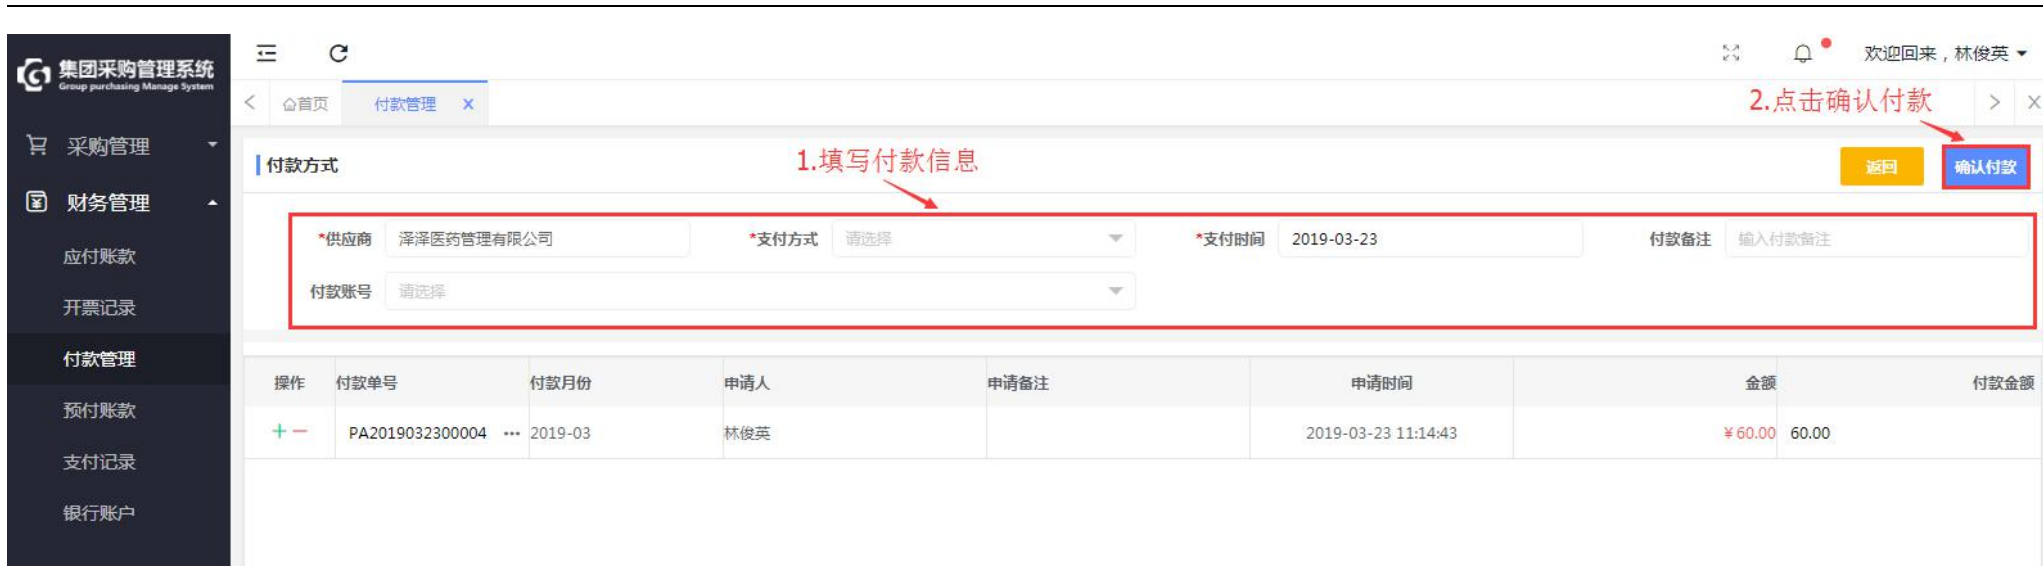 集团采购管理系统
Group purchasing Manage System
欢迎回来，林俊英
首页
付款管理
x
2.点击确认付款
采购管理
付款方式
1.填写付款信息
返回
确认付款
财务管理
*供应商 泽泽医药管理有限公司 *支付方式 请选择 *支付时间 2019-03-23 付款备注 输入付款备注
应付账款
付款账号 请选择
开票记录
付款管理
操作 付款单号 付款月份 申请人 申请备注 申请时间 金额 付款金额
预付账款
+ − PA2019032300004 ••• 2019-03 林俊英 2019-03-23 11:14:43 ¥60.00 60.00
支付记录
银行账户